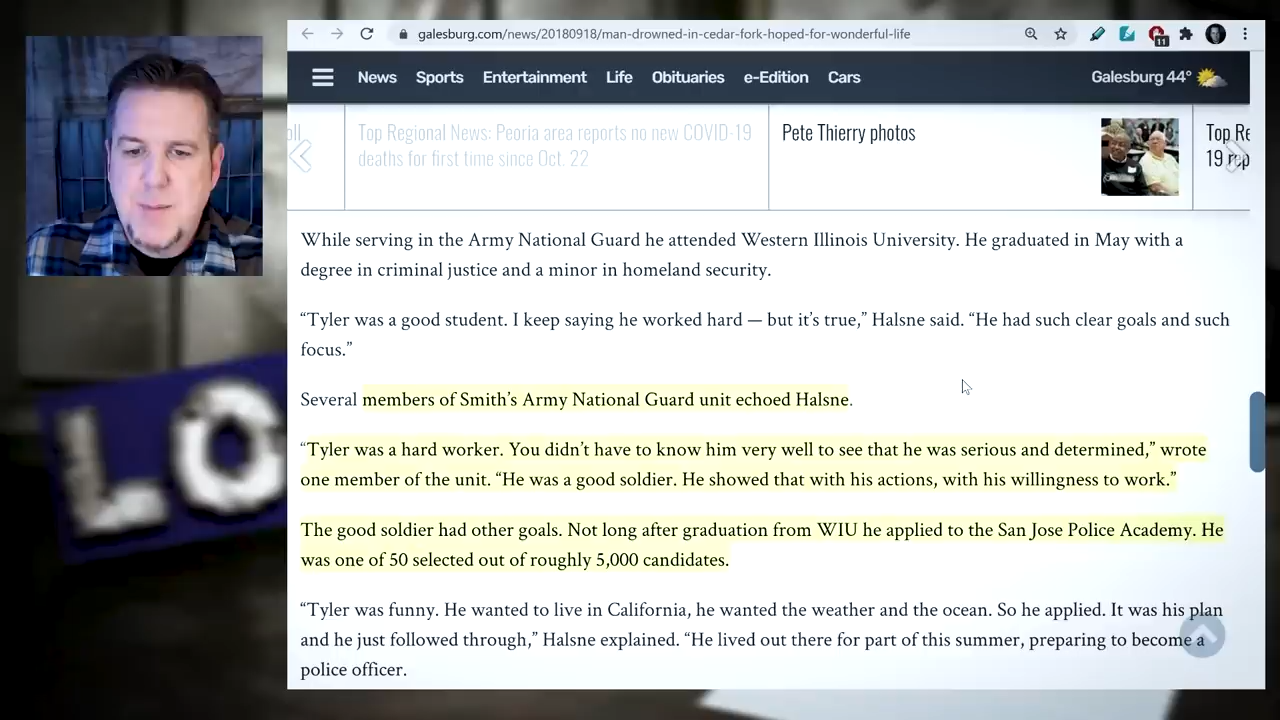 galesburg.com/news/20180918/man-drowned-in-cedar-fork-hoped-for-wonderful-life
11
News Sports Entertainment Life Obituaries e-Edition Cars Galesburg 44°
oll
Top Regional News: Peoria area reports no new COVID-19
deaths for first time since Oct. 22
Pete Thierry photos
Top Re
19 rep
While serving in the Army National Guard he attended Western Illinois University. He graduated in May with a
degree in criminal justice and a minor in homeland security.
“Tyler was a good student. I keep saying he worked hard — but it’s true,” Halsne said. “He had such clear goals and such
focus.”
Several members of Smith’s Army National Guard unit echoed Halsne.
“Tyler was a hard worker. You didn’t have to know him very well to see that he was serious and determined,” wrote
one member of the unit. “He was a good soldier. He showed that with his actions, with his willingness to work.”
The good soldier had other goals. Not long after graduation from WIU he applied to the San Jose Police Academy. He
was one of 50 selected out of roughly 5,000 candidates.
“Tyler was funny. He wanted to live in California, he wanted the weather and the ocean. So he applied. It was his plan
and he just followed through,” Halsne explained. “He lived out there for part of this summer, preparing to become a
police officer.
LO